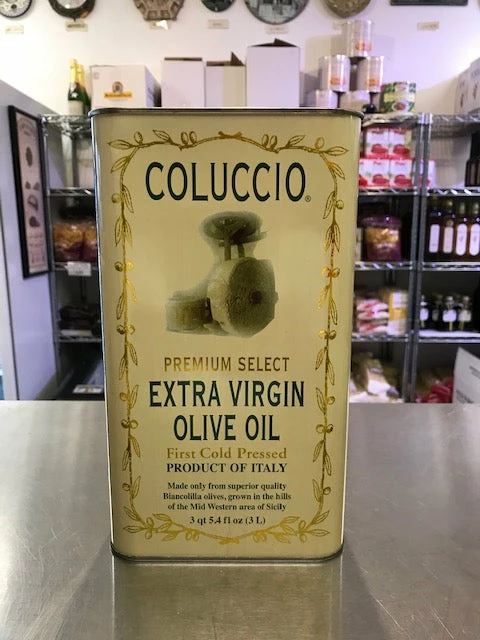 COLUCCIO®
PREMIUM SELECT
EXTRA VIRGIN
OLIVE OIL
First Cold Pressed
PRODUCT OF ITALY
Made only from superior quality
Biancolilla olives, grown in the hills
of the Mid Western area of Sicily
3 qt 5.4 fl oz (3 L)